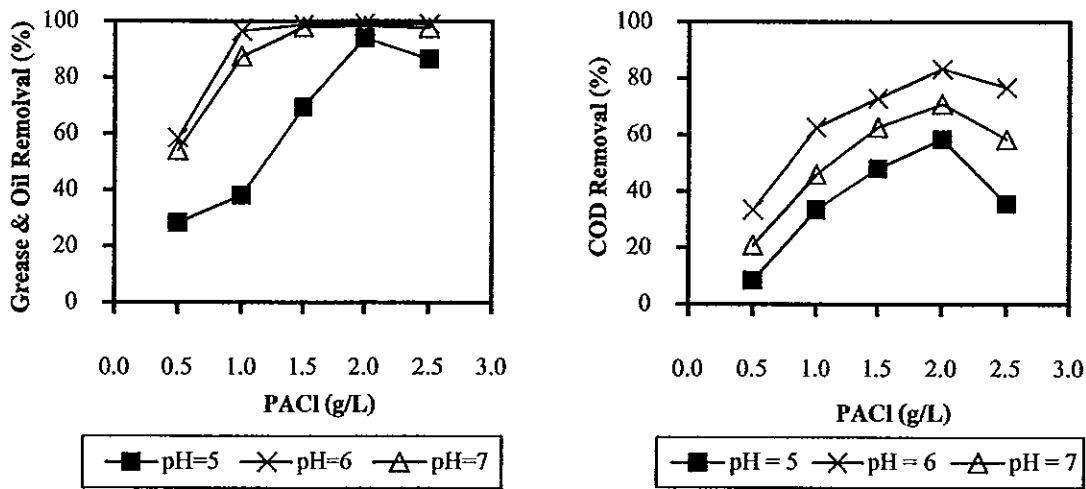 Grease & Oil Remolval (%)
100
80
60
40
20
0
0.0 0.5 1.0 1.5 2.0 2.5 3.0
PACl (g/L)
pH=5 pH=6 pH=7
COD Removal (%)
100
80
60
40
20
0
0.0 0.5 1.0 1.5 2.0 2.5 3.0
PACl (g/L)
pH = 5 pH = 6 pH = 7